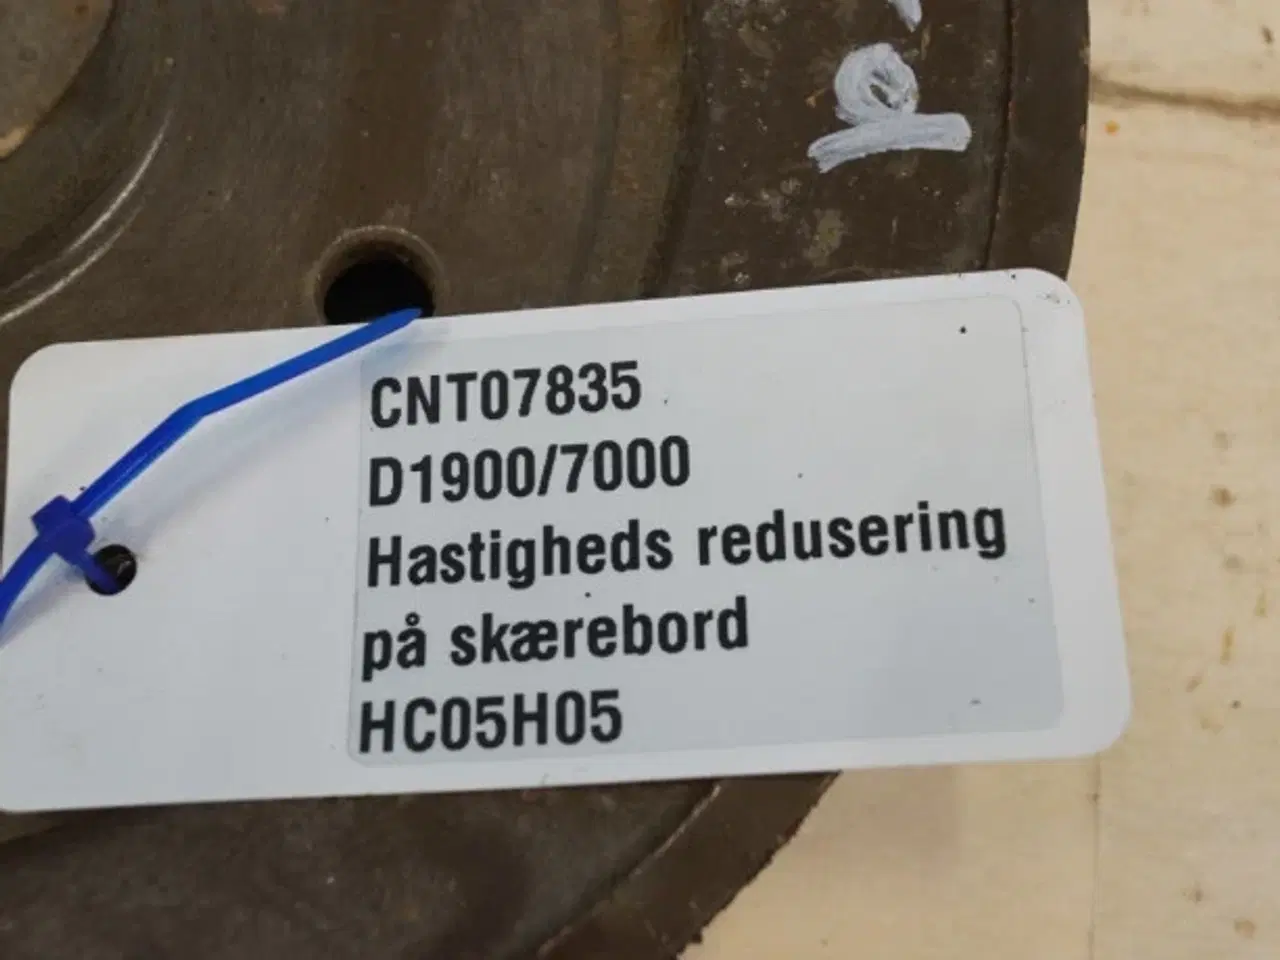 CNT07835
D1900/7000
Hastigheds redusering
på skærebord
HC05H05